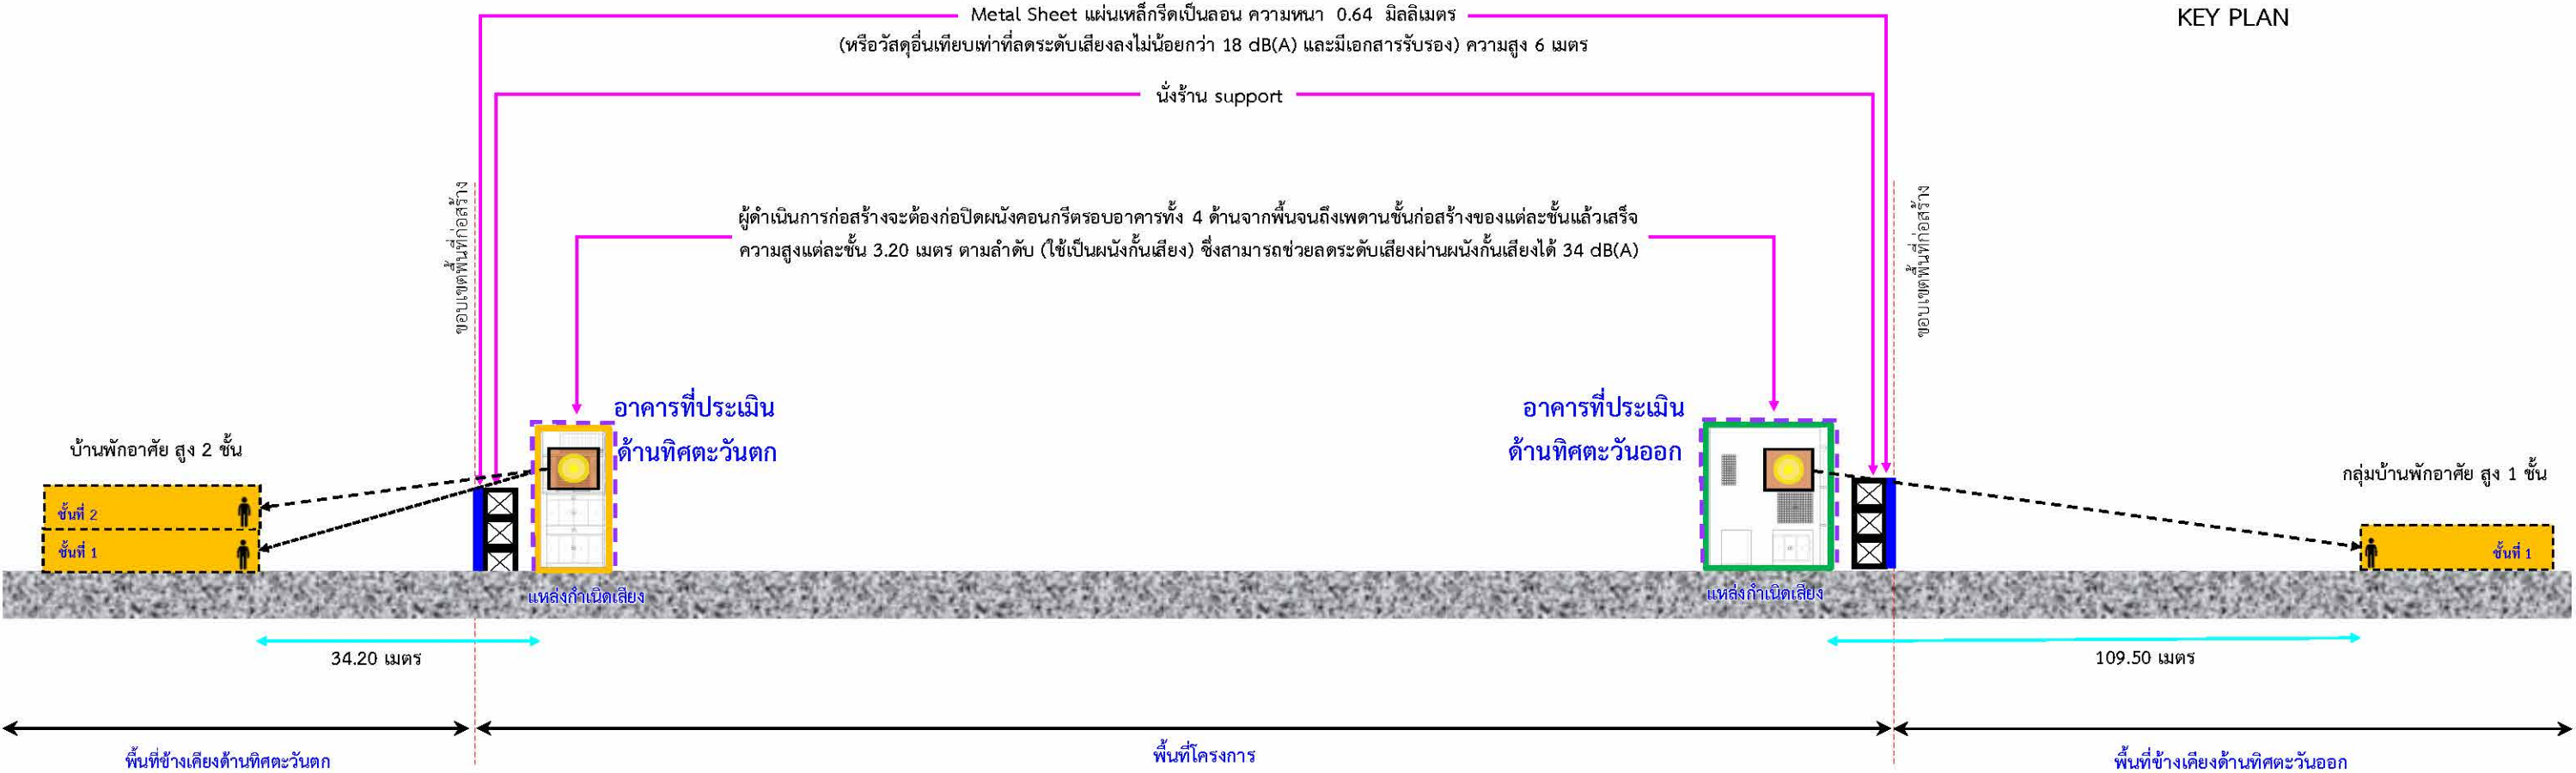 Metal Sheet แผ่นเหล็กรีดเป็นลอน ความหนา 0.64 มิลลิเมตร
KEY PLAN
(หรือวัสดุอื่นเทียบเท่าที่ลดระดับเสียงลงไม่น้อยกว่า 18 dB(A) และมีเอกสารรับรอง) ความสูง 6 เมตร
นั่งร้าน support
ขอบเขตพื้นที่ก่อสร้าง
ขอบเขตพื้นที่ก่อสร้าง
ผู้ดำเนินการก่อสร้างจะต้องก่อปิดผนังคอนกรีตรอบอาคารทั้ง 4 ด้านจากพื้นจนถึงเพดานชั้นก่อสร้างของแต่ละชั้นแล้วเสร็จ
ความสูงแต่ละชั้น 3.20 เมตร ตามลำดับ (ใช้เป็นผนังกั้นเสียง) ซึ่งสามารถช่วยลดระดับเสียงผ่านผนังกั้นเสียงได้ 34 dB(A)
อาคารที่ประเมิน
ด้านทิศตะวันตก
อาคารที่ประเมิน
ด้านทิศตะวันออก
บ้านพักอาศัย สูง 2 ชั้น
กลุ่มบ้านพักอาศัย สูง 1 ชั้น
ชั้นที่ 2
ชั้นที่ 1
ชั้นที่ 1
แหล่งกำเนิดเสียง
แหล่งกำเนิดเสียง
34.20 เมตร
109.50 เมตร
พื้นที่ข้างเคียงด้านทิศตะวันตก
พื้นที่โครงการ
พื้นที่ข้างเคียงด้านทิศตะวันออก